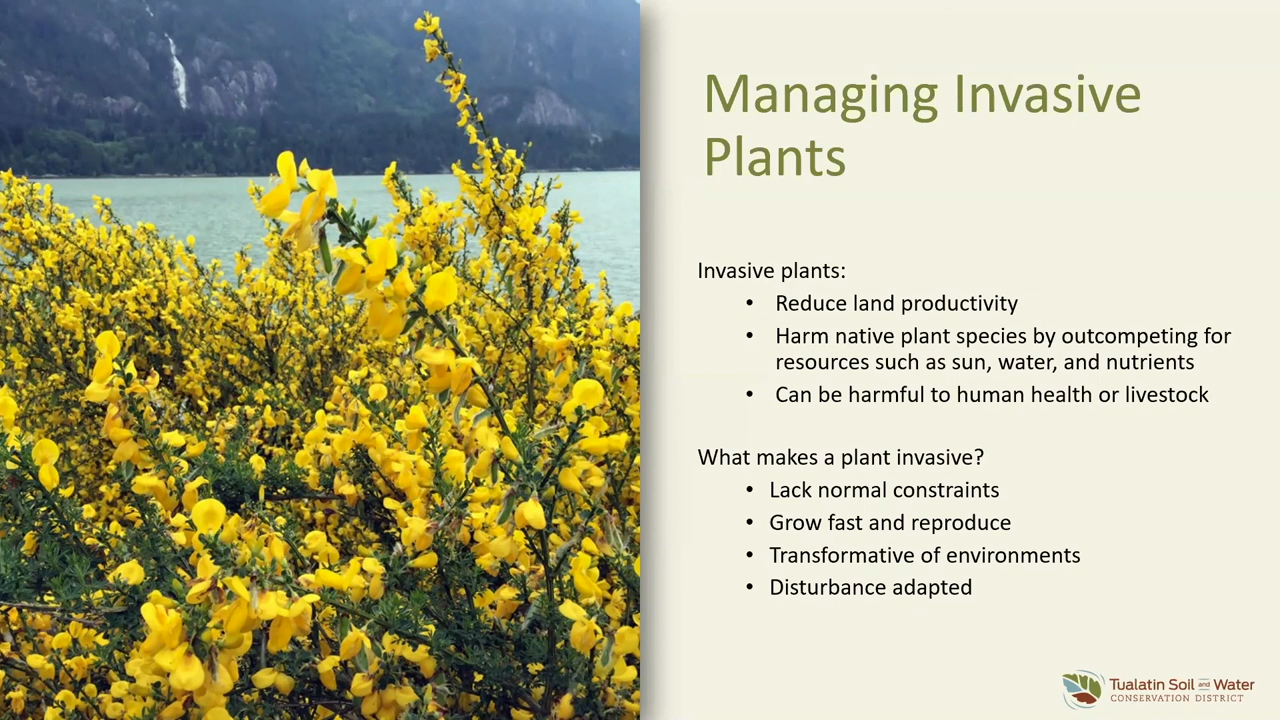 Managing Invasive
Plants
Invasive plants:
• Reduce land productivity
• Harm native plant species by outcompeting for
resources such as sun, water, and nutrients
• Can be harmful to human health or livestock
What makes a plant invasive?
• Lack normal constraints
• Grow fast and reproduce
• Transformative of environments
• Disturbance adapted
Tualatin Soil and Water
CONSERVATION DISTRICT